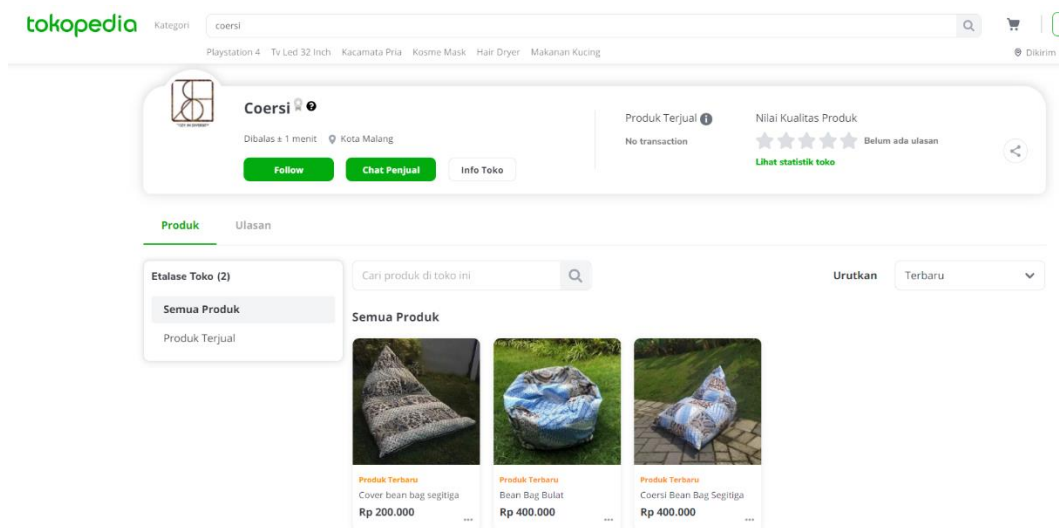 tokopedia
Kategori
coersi
Playstation 4 Tv Led 32 Inch Kacamata Pria Kosme Mask Hair Dryer Makanan Kucing
Dikirim
Coersi
Dibalas ± 1 menit Kota Malang
Follow Chat Penjual Info Toko
Produk Terjual
No transaction
Nilai Kualitas Produk
Belum ada ulasan
Lihat statistik toko
Produk Ulasan
Etalase Toko (2)
Semua Produk
Produk Terjual
Cari produk di toko ini
Urutkan Terbaru
Semua Produk
Produk Terbaru
Cover bean bag segitiga
Rp 200.000
Produk Terbaru
Bean Bag Bulat
Rp 400.000
Produk Terbaru
Coersi Bean Bag Segitiga
Rp 400.000